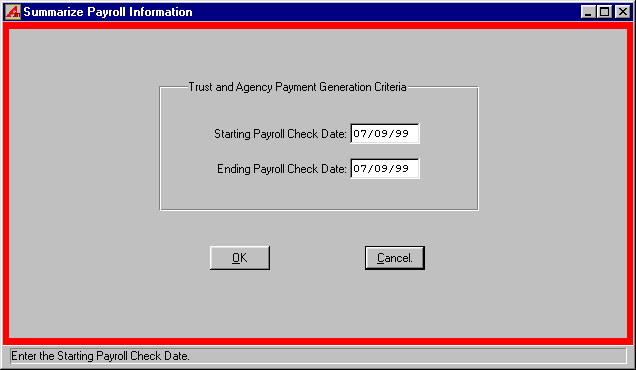 Summarize Payroll Information
Trust and Agency Payment Generation Criteria
Starting Payroll Check Date: 07/09/99
Ending Payroll Check Date: 07/09/99
OK Cancel.
Enter the Starting Payroll Check Date.